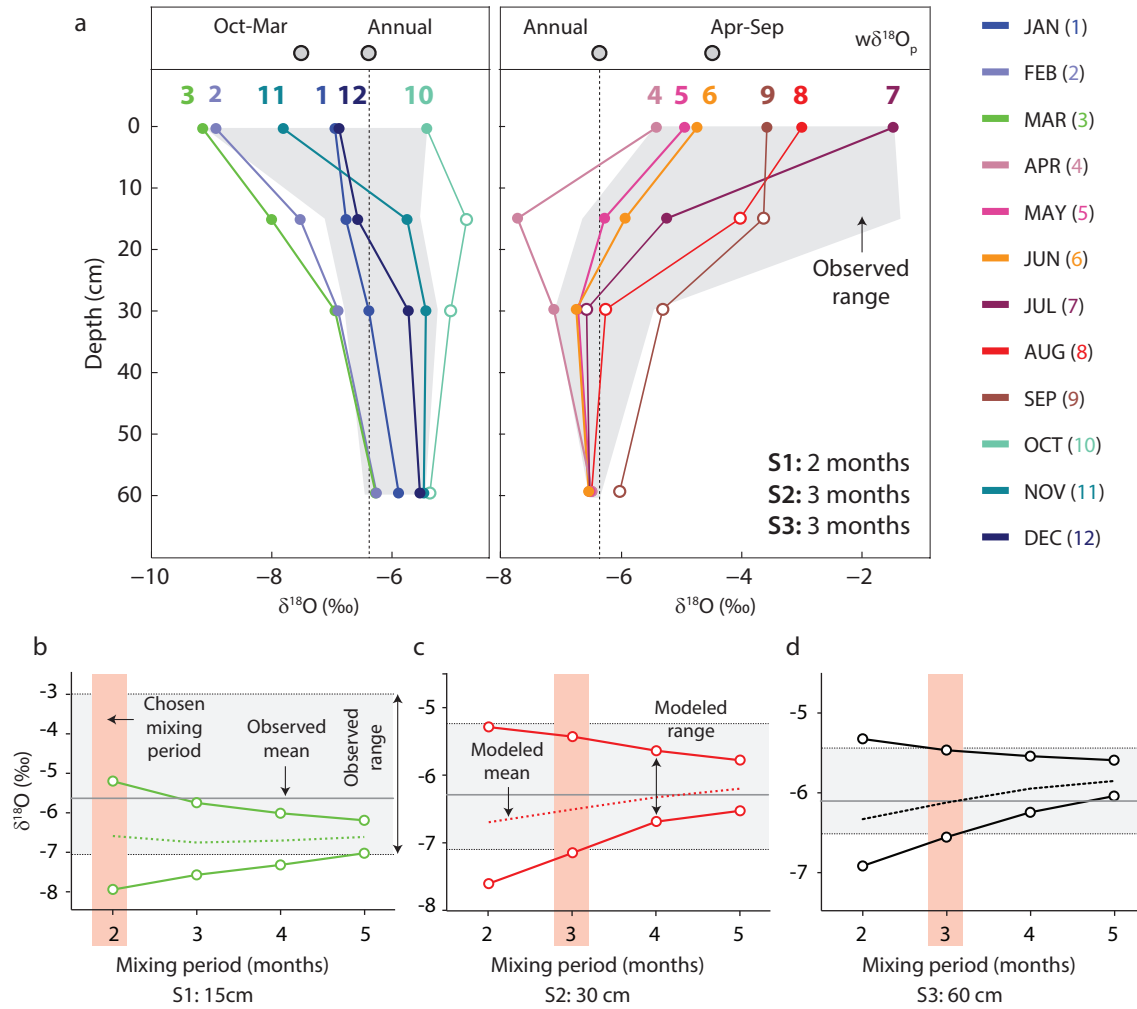 a
Oct-Mar
Annual
Annual
Apr-Sep
wδ¹⁸Oₚ
3 2 11 1 12 10
4 5 6 9 8 7
Depth (cm)
0
10
20
30
40
50
60
Observed
range
S1: 2 months
S2: 3 months
S3: 3 months
−10 −8 −6
−8 −6 −4 −2
δ¹⁸O (‰)
δ¹⁸O (‰)
JAN (1)
FEB (2)
MAR (3)
APR (4)
MAY (5)
JUN (6)
JUL (7)
AUG (8)
SEP (9)
OCT (10)
NOV (11)
DEC (12)
b
δ¹⁸O (‰)
-3
-4
-5
-6
-7
-8
Chosen
mixing
period
Observed
mean
Observed range
2 3 4 5
Mixing period (months)
S1: 15cm
c
-5
-6
-7
-8
Modeled
mean
Modeled
range
2 3 4 5
Mixing period (months)
S2: 30 cm
d
-5
-6
-7
2 3 4 5
Mixing period (months)
S3: 60 cm